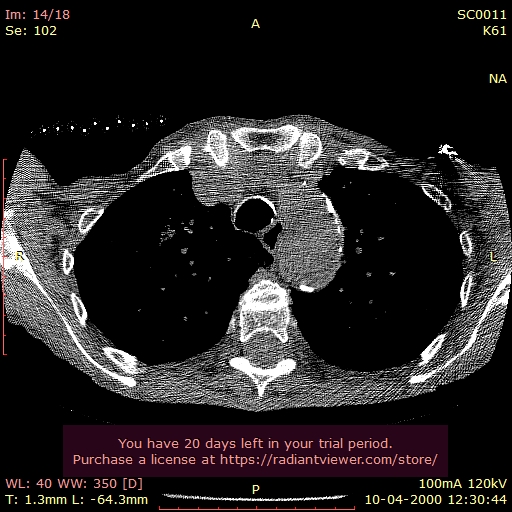 Im: 14/18
Se: 102
A
SC0011
K61
NA
R
L
You have 20 days left in your trial period.
Purchase a license at https://radiantviewer.com/store/
WL: 40 WW: 350 [D]
T: 1.3mm L: -64.3mm
P
100mA 120kV
10-04-2000 12:30:44